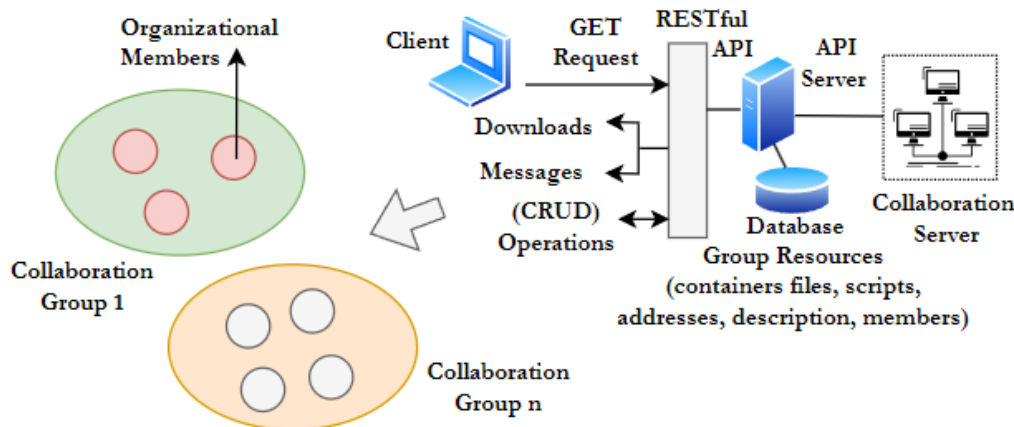 Organizational
Members
Collaboration
Group 1
Collaboration
Group n
Client
GET
Request
RESTful
API
API
Server
Downloads
Messages
(CRUD)
Operations
Database
Collaboration
Server
Group Resources
(containers files, scripts,
addresses, description, members)